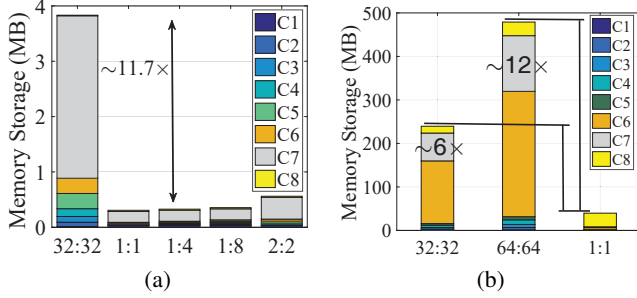 Memory Storage (MB)
4
3
2
1
0
~11.7×
C1
C2
C3
C4
C5
C6
C7
C8
32:32 1:1 1:4 1:8 2:2
(a)
Memory Storage (MB)
500
400
300
200
100
0
~6×
~12×
C1
C2
C3
C4
C5
C6
C7
C8
32:32 64:64 1:1
(b)